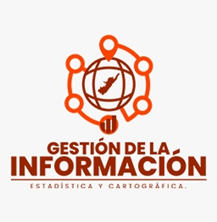 GESTIÓN DE LA
INFORMACIÓN
ESTADÍSTICA Y CARTOGRÁFICA.